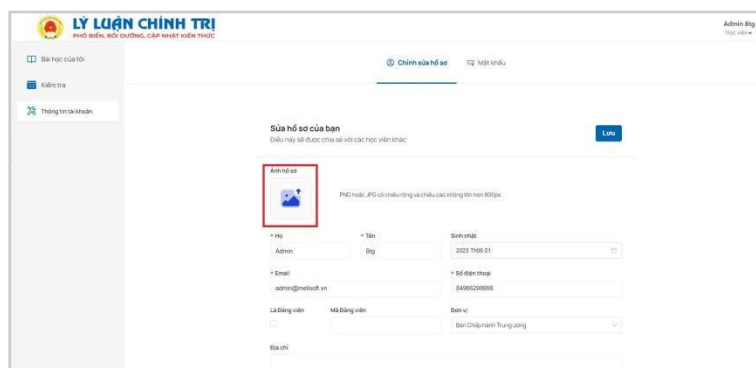 LÝ LUẬN CHÍNH TRỊ
PHỔ BIẾN, BỒI DƯỠNG, CẬP NHẬT KIẾN THỨC
Admin Btg
Học viên
Bài học của tôi
Kiểm tra
Thông tin tài khoản
Chỉnh sửa hồ sơ
Mật khẩu
Sửa hồ sơ của bạn
Điều này sẽ được chia sẻ với các học viên khác
Lưu
Ảnh hồ sơ
PNG hoặc JPG có chiều rộng và chiều cao không lớn hơn 800px
* Họ
* Tên
Sinh nhật
Admin
Btg
2023 Th06 01
* Email
* Số điện thoại
admin@melisoft.vn
84966266666
Là Đảng viên
Mã Đảng viên
Đơn vị
Ban Chấp hành Trung ương
Địa chỉ